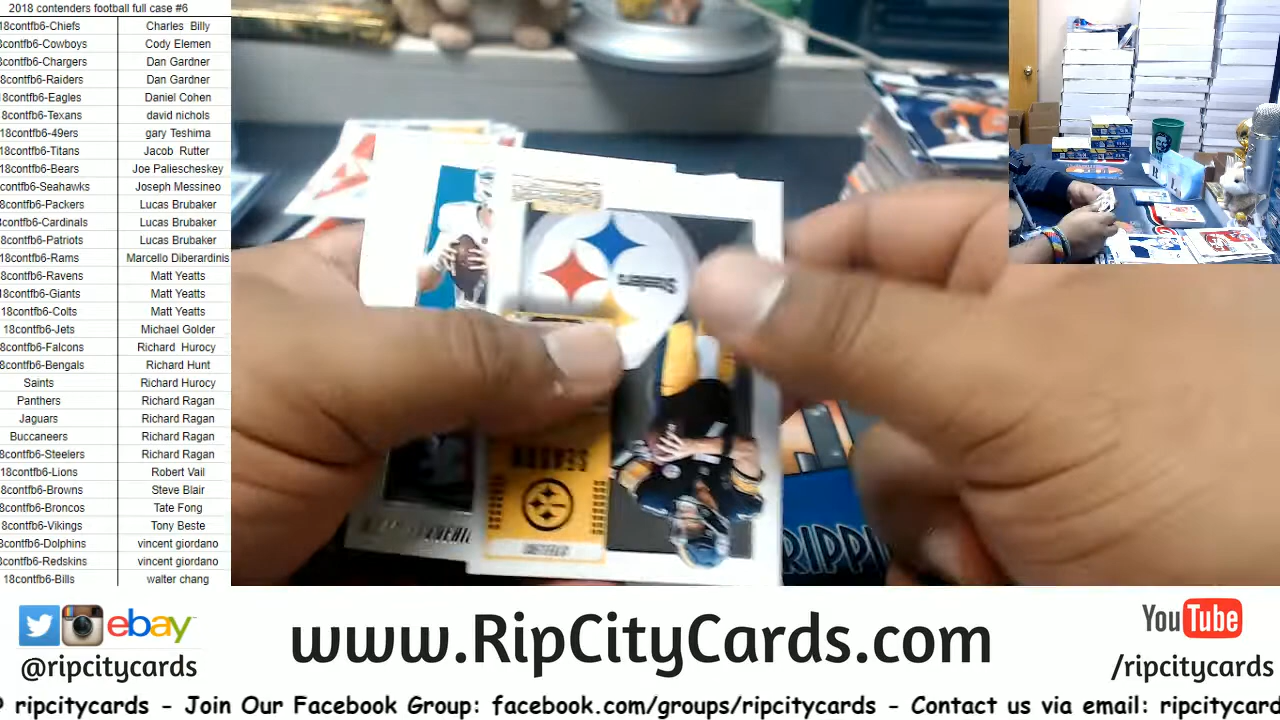 2018 contenders football full case #6
18contfb6-Chiefs Charles Billy
8contfb6-Cowboys Cody Elemen
8contfb6-Chargers Dan Gardner
8contfb6-Raiders Dan Gardner
8contfb6-Eagles Daniel Cohen
8contfb6-Texans david nichols
18contfb6-49ers gary Teshima
18contfb6-Titans Jacob Rutter
18contfb6-Bears Joe Paliescheskey
contfb6-Seahawks Joseph Messineo
8contfb6-Packers Lucas Brubaker
8contfb6-Cardinals Lucas Brubaker
8contfb6-Patriots Lucas Brubaker
18contfb6-Rams Marcello Diberardinis
8contfb6-Ravens Matt Yeatts
18contfb6-Giants Matt Yeatts
18contfb6-Colts Matt Yeatts
18contfb6-Jets Michael Golder
8contfb6-Falcons Richard Hurocy
8contfb6-Bengals Richard Hunt
Saints Richard Hurocy
Panthers Richard Ragan
Jaguars Richard Ragan
Buccaneers Richard Ragan
8contfb6-Steelers Richard Ragan
18contfb6-Lions Robert Vail
8contfb6-Browns Steve Blair
8contfb6-Broncos Tate Fong
8contfb6-Vikings Tony Beste
8contfb6-Dolphins vincent giordano
8contfb6-Redskins vincent giordano
18contfb6-Bills walter chang
Steelers
SEASON
RIPPI
ebay
@ripcitycards
www.RipCityCards.com
YouTube
/ripcitycards
ripcitycards - Join Our Facebook Group: facebook.com/groups/ripcitycards - Contact us via email: ripcitycard